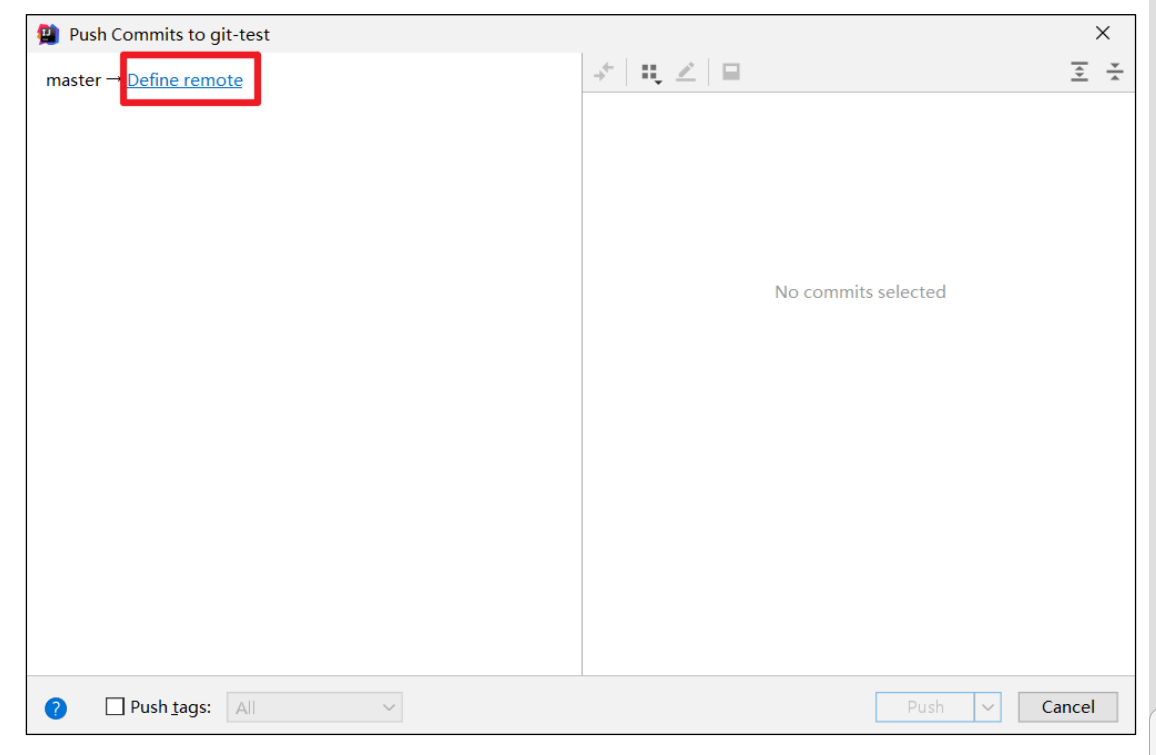 Push Commits to git-test
master → Define remote
No commits selected
? Push tags: All Push Cancel